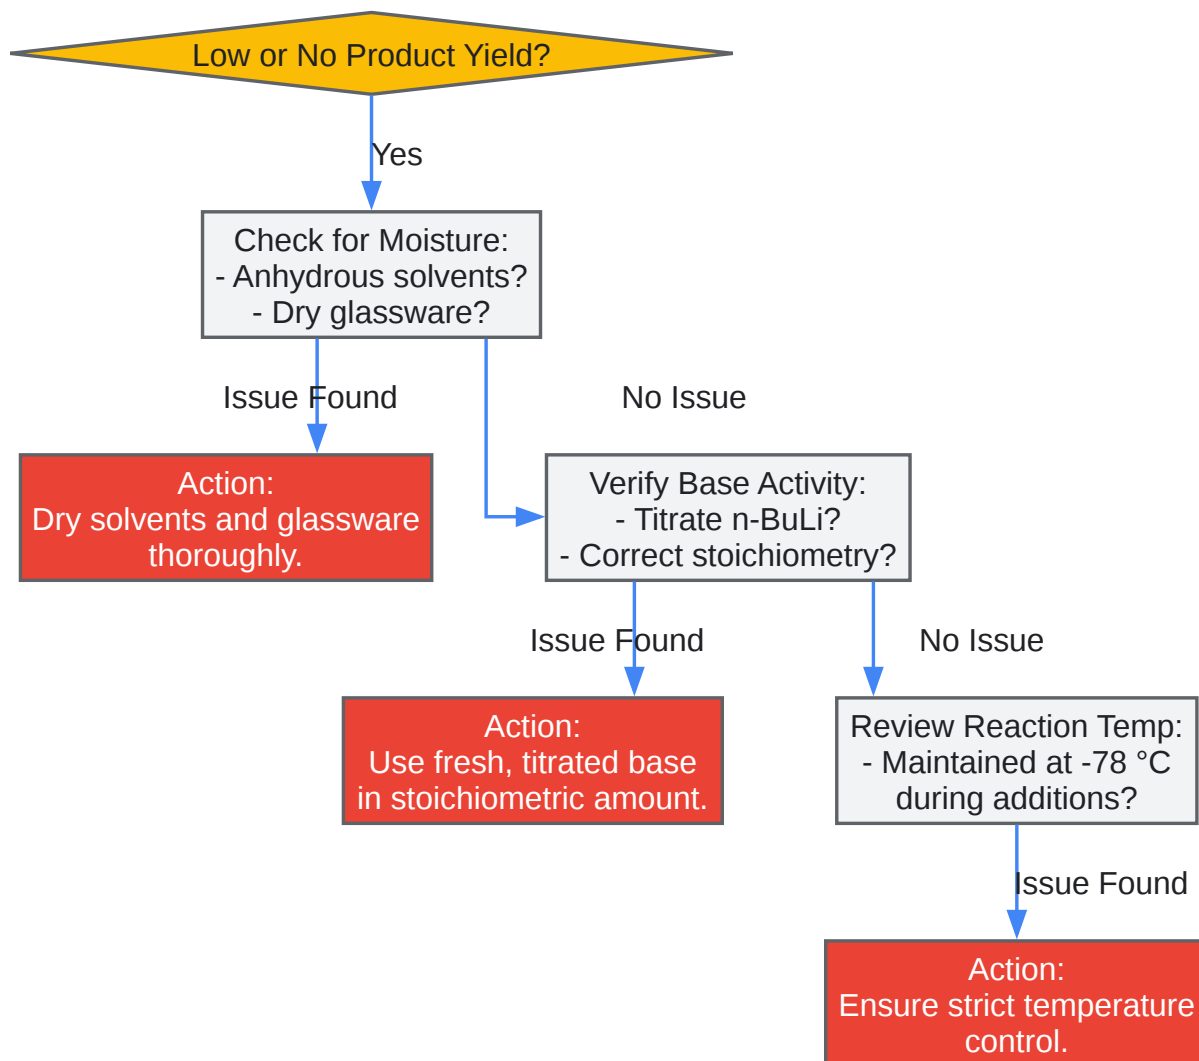 Low or No Product Yield?
Yes
Check for Moisture:
- Anhydrous solvents?
- Dry glassware?
Issue Found
No Issue
Action:
Dry solvents and glassware
thoroughly.
Verify Base Activity:
- Titrate n-BuLi?
- Correct stoichiometry?
Issue Found
No Issue
Action:
Use fresh, titrated base
in stoichiometric amount.
Review Reaction Temp:
- Maintained at -78 °C
during additions?
Issue Found
Action:
Ensure strict temperature
control.